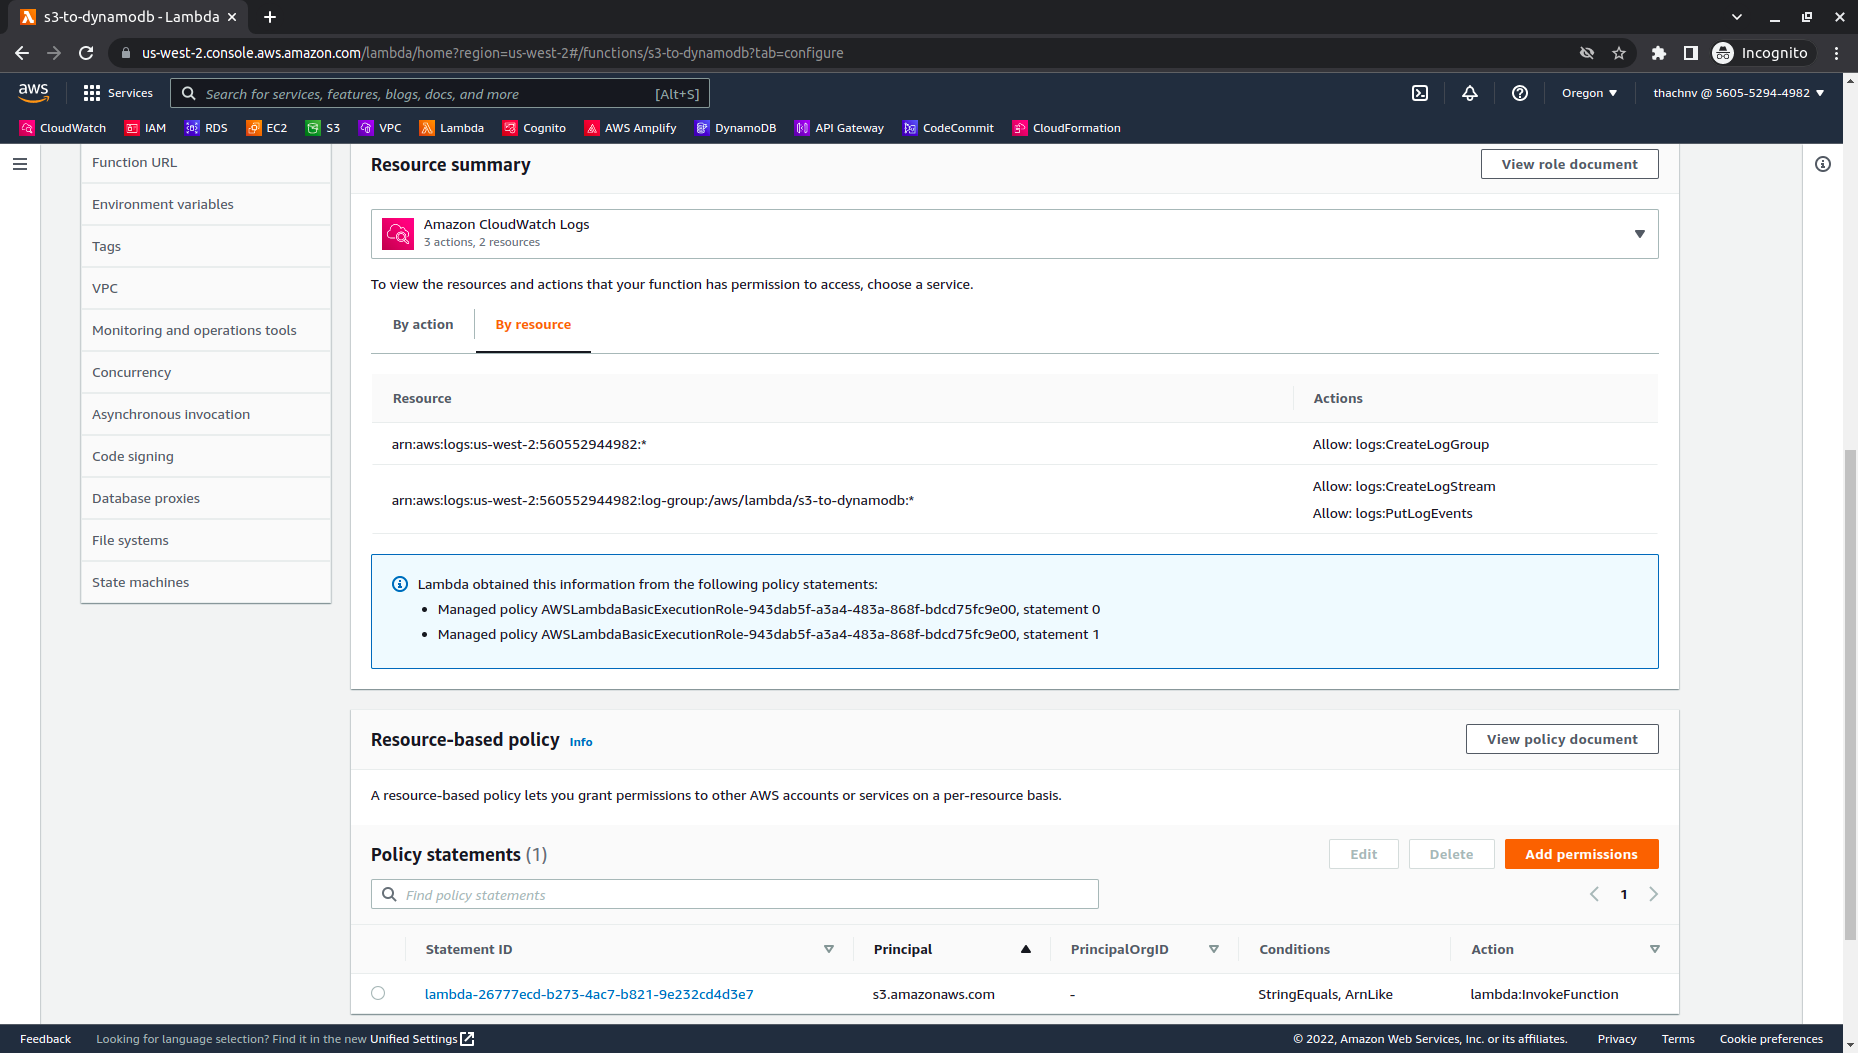 s3-to-dynamodb - Lambda
us-west-2.console.aws.amazon.com/lambda/home?region=us-west-2#/functions/s3-to-dynamodb?tab=configure
Incognito
aws
Services
Search for services, features, blogs, docs, and more
[Alt+S]
Oregon
thachnv @ 5605-5294-4982
CloudWatch
IAM
RDS
EC2
S3
VPC
Lambda
Cognito
AWS Amplify
DynamoDB
API Gateway
CodeCommit
CloudFormation
Function URL
Environment variables
Tags
VPC
Monitoring and operations tools
Concurrency
Asynchronous invocation
Code signing
Database proxies
File systems
State machines
Resource summary
View role document
Amazon CloudWatch Logs
3 actions, 2 resources
To view the resources and actions that your function has permission to access, choose a service.
By action
By resource
Resource
Actions
arn:aws:logs:us-west-2:560552944982:*
Allow: logs:CreateLogGroup
arn:aws:logs:us-west-2:560552944982:log-group:/aws/lambda/s3-to-dynamodb:*
Allow: logs:CreateLogStream
Allow: logs:PutLogEvents
Lambda obtained this information from the following policy statements:
• Managed policy AWSLambdaBasicExecutionRole-943dab5f-a3a4-483a-868f-bdcd75fc9e00, statement 0
• Managed policy AWSLambdaBasicExecutionRole-943dab5f-a3a4-483a-868f-bdcd75fc9e00, statement 1
Resource-based policy Info
View policy document
A resource-based policy lets you grant permissions to other AWS accounts or services on a per-resource basis.
Policy statements (1)
Edit
Delete
Add permissions
Find policy statements
1
Statement ID
Principal
PrincipalOrgID
Conditions
Action
lambda-26777ecd-b273-4ac7-b821-9e232cd4d3e7
s3.amazonaws.com
-
StringEquals, ArnLike
lambda:InvokeFunction
Feedback
Looking for language selection? Find it in the new Unified Settings
© 2022, Amazon Web Services, Inc. or its affiliates.
Privacy
Terms
Cookie preferences